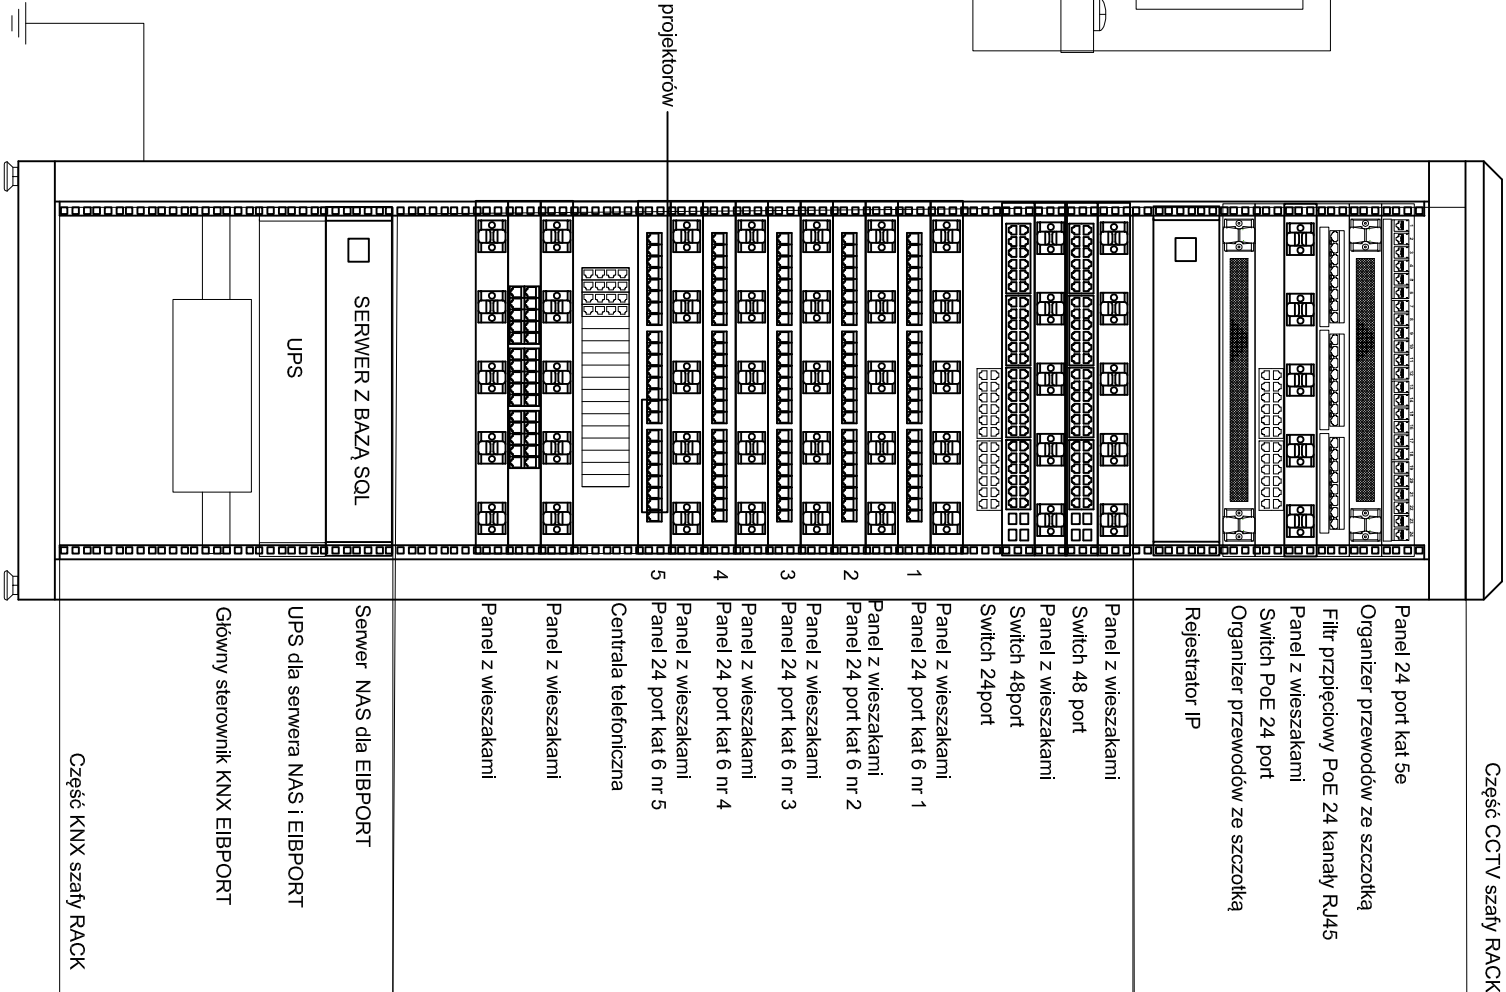 projektorów
Część CCTV szafy RACK
Panel 24 port kat 5e
Organizer przewodów ze szczotką
Filtr przpięciowy PoE 24 kanały RJ45
Panel z wieszakami
Switch PoE 24 port
Organizer przewodów ze szczotką
Rejestrator IP
Panel z wieszakami
Switch 48 port
Panel z wieszakami
Switch 48port
Switch 24port
Panel z wieszakami
1 Panel 24 port kat 6 nr 1
Panel z wieszakami
2 Panel 24 port kat 6 nr 2
Panel z wieszakami
3 Panel 24 port kat 6 nr 3
Panel z wieszakami
4 Panel 24 port kat 6 nr 4
Panel z wieszakami
5 Panel 24 port kat 6 nr 5
Centrala telefoniczna
Panel z wieszakami
Panel z wieszakami
SERWER Z BAZĄ SQL
Serwer NAS dla EIBPORT
UPS
UPS dla serwera NAS i EIBPORT
Główny sterownik KNX EIBPORT
Część KNX szafy RACK